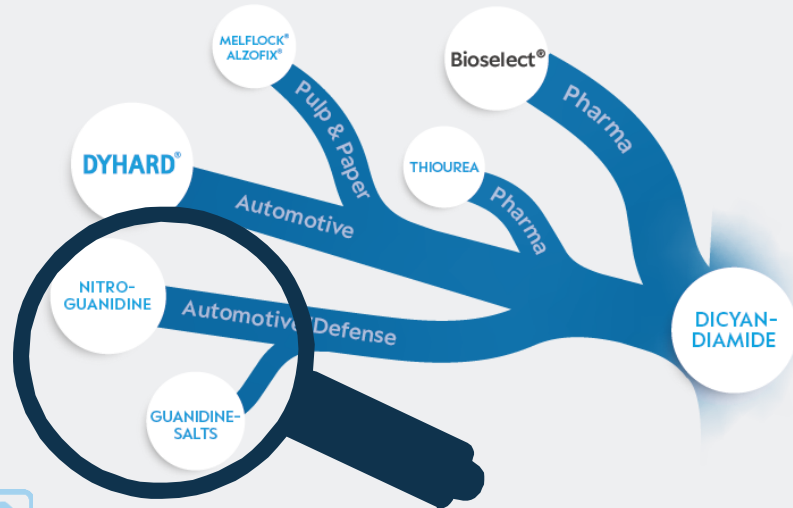 MELFLOCK®
ALZOFIX®
Bioselect®
Pulp & Paper
Pharma
DYHARD®
THIOUREA
Automotive
Pharma
NITRO-
GUANIDINE
Automotive/Defense
DICYAN-
DIAMIDE
GUANIDINE-
SALTS